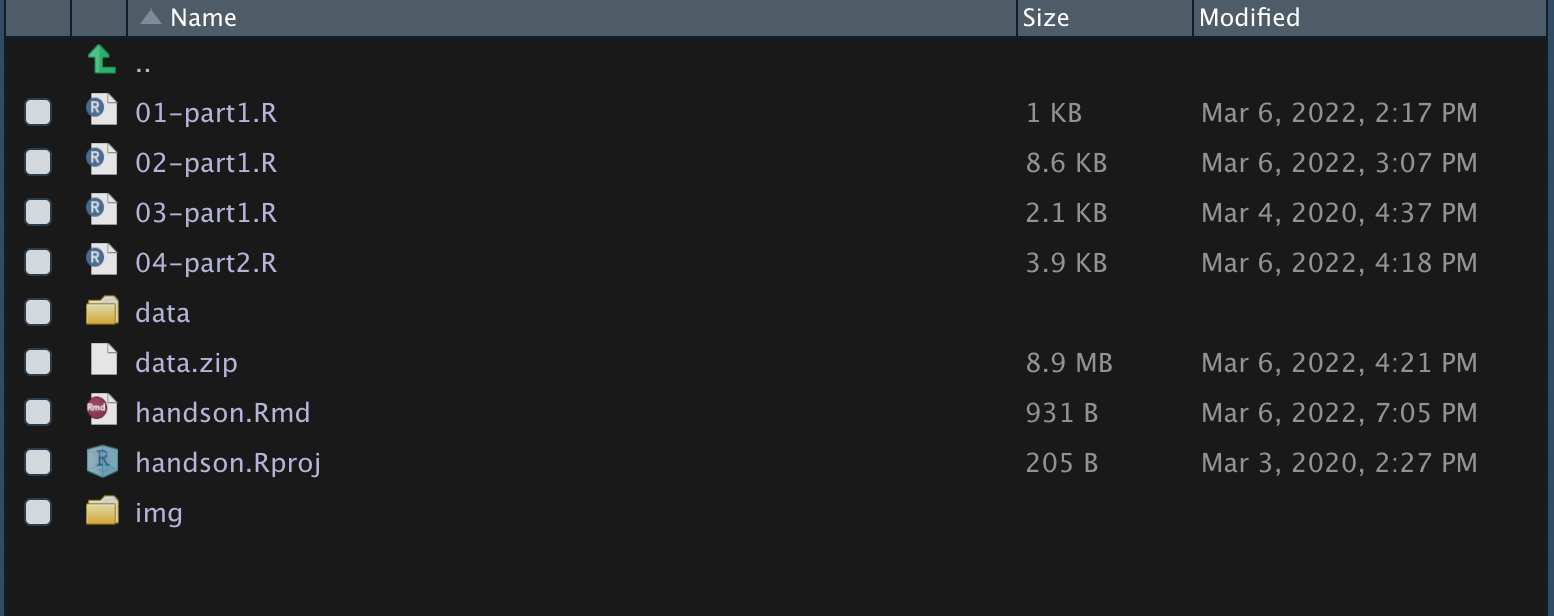 Name Size Modified
..
R 01-part1.R 1 KB Mar 6, 2022, 2:17 PM
R 02-part1.R 8.6 KB Mar 6, 2022, 3:07 PM
R 03-part1.R 2.1 KB Mar 4, 2020, 4:37 PM
R 04-part2.R 3.9 KB Mar 6, 2022, 4:18 PM
data
data.zip 8.9 MB Mar 6, 2022, 4:21 PM
Rmd handson.Rmd 931 B Mar 6, 2022, 7:05 PM
R handson.Rproj 205 B Mar 3, 2020, 2:27 PM
img